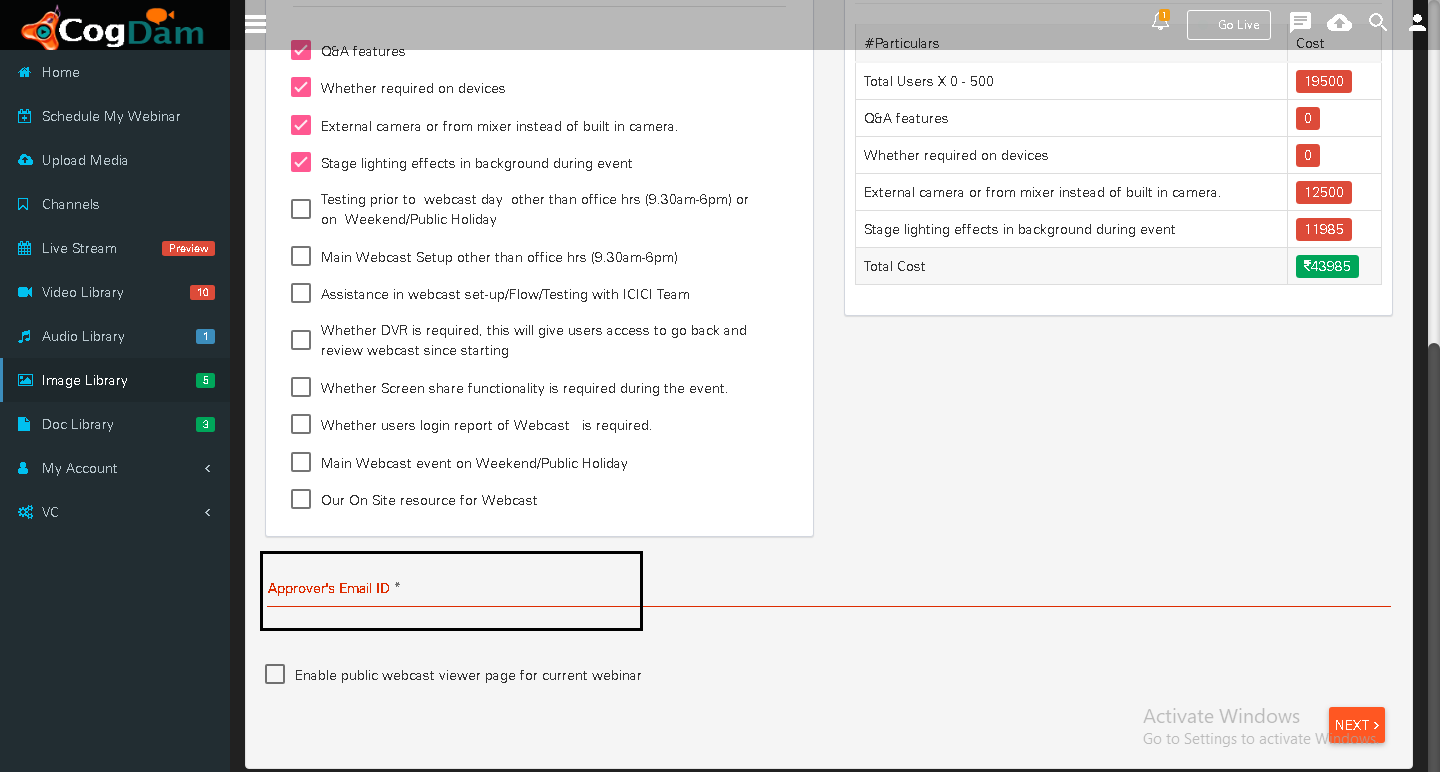 CogDam
1
Go Live
Home
Schedule My Webinar
Upload Media
Channels
Live Stream Preview
Video Library 10
Audio Library 1
Image Library 5
Doc Library 3
My Account
VC
Q&A features
Whether required on devices
External camera or from mixer instead of built in camera.
Stage lighting effects in background during event
Testing prior to webcast day other than office hrs (9.30am-6pm) or
on Weekend/Public Holiday
Main Webcast Setup other than office hrs (9.30am-6pm)
Assistance in webcast set-up/Flow/Testing with ICICI Team
Whether DVR is required, this will give users access to go back and
review webcast since starting
Whether Screen share functionality is required during the event.
Whether users login report of Webcast is required.
Main Webcast event on Weekend/Public Holiday
Our On Site resource for Webcast
#Particulars Cost
Total Users X 0 - 500 19500
Q&A features 0
Whether required on devices 0
External camera or from mixer instead of built in camera. 12500
Stage lighting effects in background during event 11985
Total Cost ₹43985
Approver's Email ID *
Enable public webcast viewer page for current webinar
Activate Windows
Go to Settings to activate Windows.
NEXT >